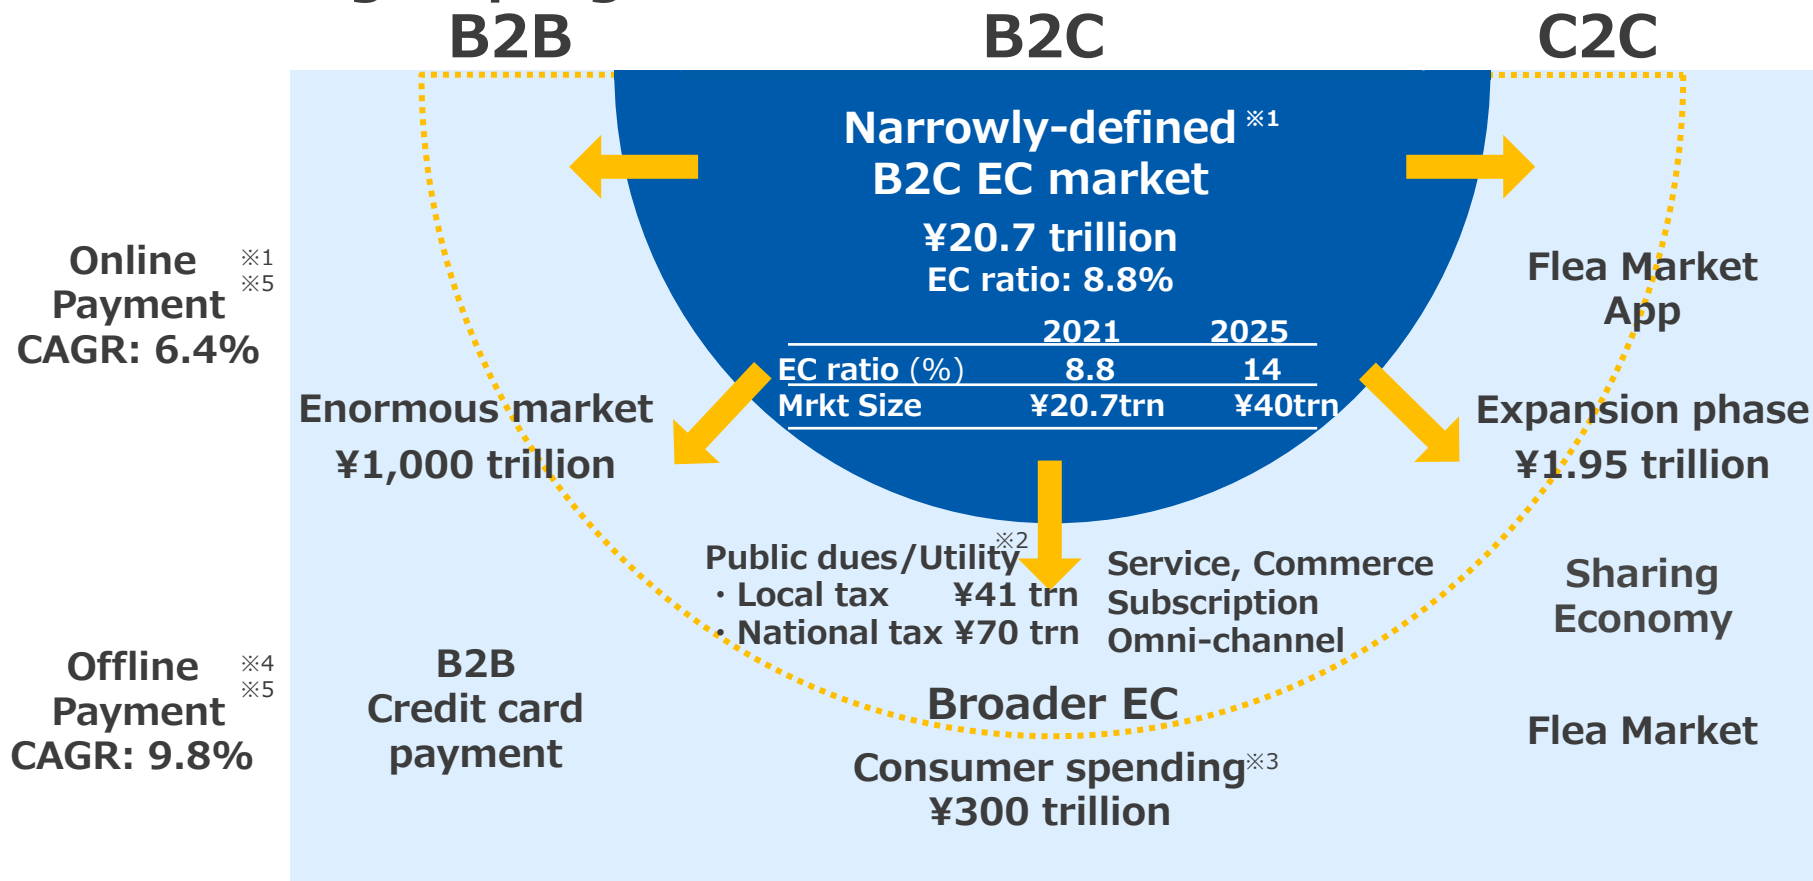 B2B
B2C
C2C
Narrowly-defined ※1
B2C EC market
¥20.7 trillion
EC ratio: 8.8%
2021 2025
EC ratio (%) 8.8 14
Mrkt Size ¥20.7trn ¥40trn
Online ※1
Payment ※5
CAGR: 6.4%
Enormous market
¥1,000 trillion
Flea Market
App
Expansion phase
¥1.95 trillion
Public dues/Utility ※2
・Local tax ¥41 trn
・National tax ¥70 trn
Service, Commerce
Subscription
Omni-channel
Sharing
Economy
Offline ※4
Payment ※5
CAGR: 9.8%
B2B
Credit card
payment
Broader EC
Flea Market
Consumer spending※3
¥300 trillion